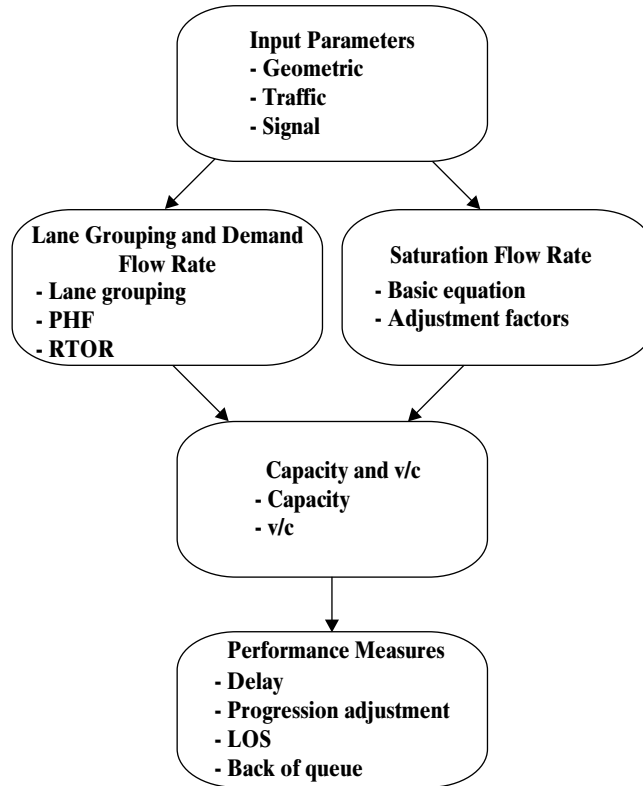 Input Parameters
- Geometric
- Traffic
- Signal
Lane Grouping and Demand
Flow Rate
- Lane grouping
- PHF
- RTOR
Saturation Flow Rate
- Basic equation
- Adjustment factors
Capacity and v/c
- Capacity
- v/c
Performance Measures
- Delay
- Progression adjustment
- LOS
- Back of queue